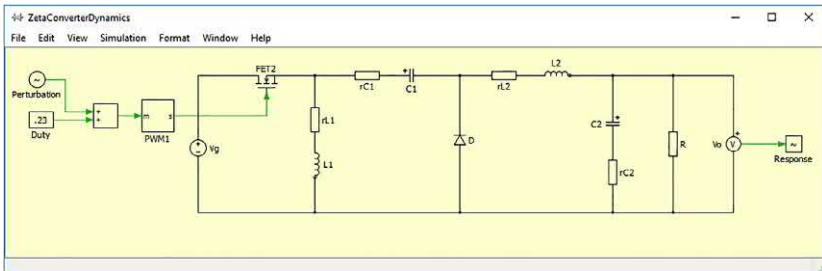 ZetaConverterDynamics
File Edit View Simulation Format Window Help
FET2
L2
rC1
C1
rL2
Perturbation
.23
Duty
m s
PWM1
rL1
L1
Vg
D
C2
rC2
R
Vo
V
Response